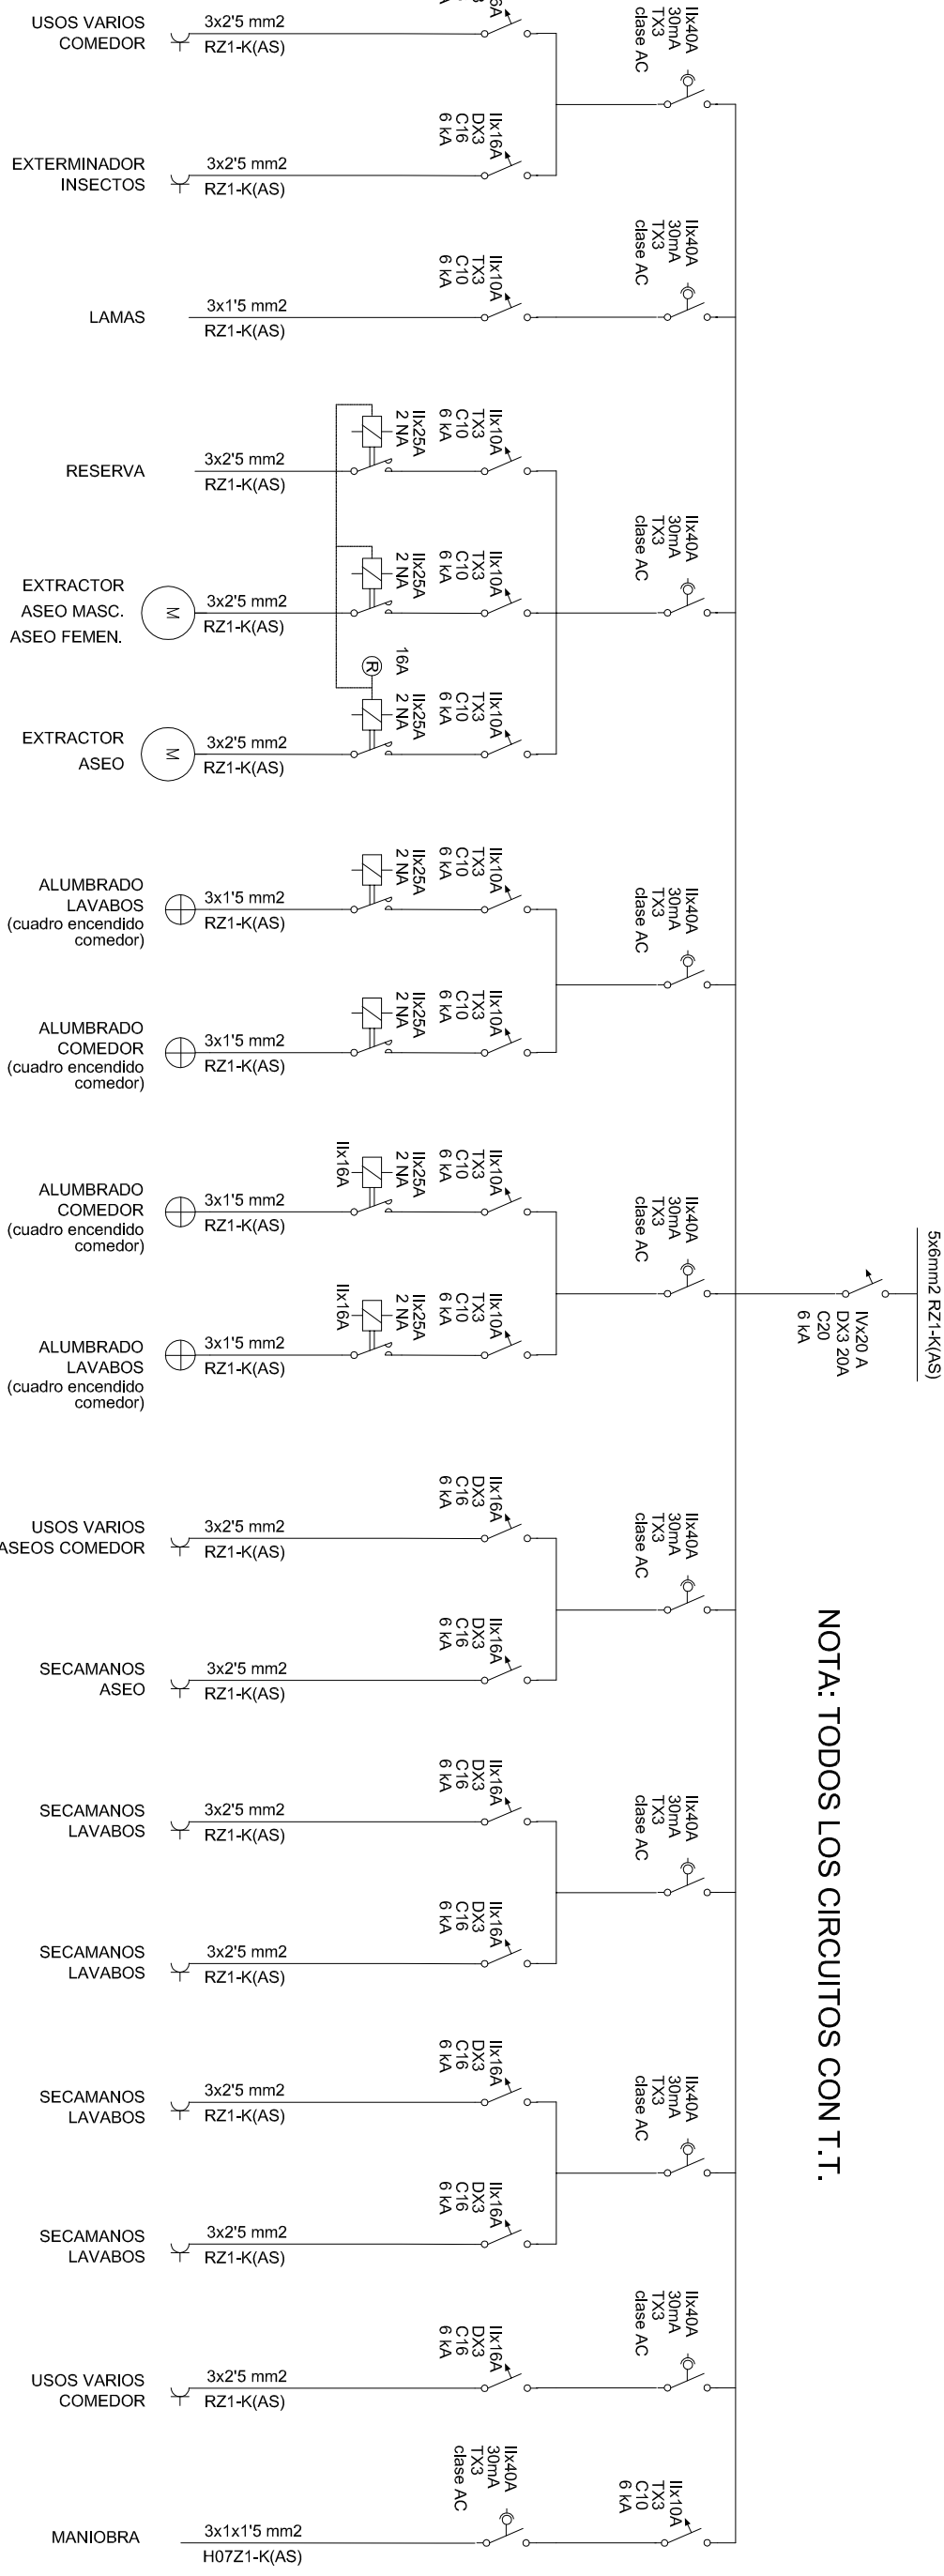 5x6mm2 RZ1-K(AS)
IVx20 A
DX3 20A
C20
6 kA
NOTA: TODOS LOS CIRCUITOS CON T.T.
IIx40A
30mA
TX3
clase AC
USOS VARIOS
COMEDOR
3x2'5 mm2
RZ1-K(AS)
IIx16A
DX3
C16
6 kA
EXTERMINADOR
INSECTOS
3x2'5 mm2
RZ1-K(AS)
IIx40A
30mA
TX3
clase AC
IIx10A
TX3
C10
6 kA
LAMAS
3x1'5 mm2
RZ1-K(AS)
IIx40A
30mA
TX3
clase AC
IIx10A
TX3
C10
6 kA
IIx25A
2 NA
RESERVA
3x2'5 mm2
RZ1-K(AS)
IIx10A
TX3
C10
6 kA
IIx25A
2 NA
EXTRACTOR
ASEO MASC.
ASEO FEMEN.
M
3x2'5 mm2
RZ1-K(AS)
16A
R
IIx10A
TX3
C10
6 kA
IIx25A
2 NA
EXTRACTOR
ASEO
M
3x2'5 mm2
RZ1-K(AS)
IIx40A
30mA
TX3
clase AC
IIx10A
TX3
C10
6 kA
IIx25A
2 NA
ALUMBRADO
LAVABOS
(cuadro encendido
comedor)
3x1'5 mm2
RZ1-K(AS)
IIx10A
TX3
C10
6 kA
IIx25A
2 NA
ALUMBRADO
COMEDOR
(cuadro encendido
comedor)
3x1'5 mm2
RZ1-K(AS)
IIx40A
30mA
TX3
clase AC
IIx10A
TX3
C10
6 kA
IIx25A
2 NA
IIx16A
ALUMBRADO
COMEDOR
(cuadro encendido
comedor)
3x1'5 mm2
RZ1-K(AS)
IIx10A
TX3
C10
6 kA
IIx25A
2 NA
IIx16A
ALUMBRADO
LAVABOS
(cuadro encendido
comedor)
3x1'5 mm2
RZ1-K(AS)
IIx40A
30mA
TX3
clase AC
IIx16A
DX3
C16
6 kA
USOS VARIOS
ASEOS COMEDOR
3x2'5 mm2
RZ1-K(AS)
IIx16A
DX3
C16
6 kA
SECAMANOS
ASEO
3x2'5 mm2
RZ1-K(AS)
IIx40A
30mA
TX3
clase AC
IIx16A
DX3
C16
6 kA
SECAMANOS
LAVABOS
3x2'5 mm2
RZ1-K(AS)
IIx16A
DX3
C16
6 kA
SECAMANOS
LAVABOS
3x2'5 mm2
RZ1-K(AS)
IIx40A
30mA
TX3
clase AC
IIx16A
DX3
C16
6 kA
SECAMANOS
LAVABOS
3x2'5 mm2
RZ1-K(AS)
IIx16A
DX3
C16
6 kA
SECAMANOS
LAVABOS
3x2'5 mm2
RZ1-K(AS)
IIx40A
30mA
TX3
clase AC
IIx16A
DX3
C16
6 kA
USOS VARIOS
COMEDOR
3x2'5 mm2
RZ1-K(AS)
IIx10A
TX3
C10
6 kA
IIx40A
30mA
TX3
clase AC
MANIOBRA
3x1x1'5 mm2
H07Z1-K(AS)